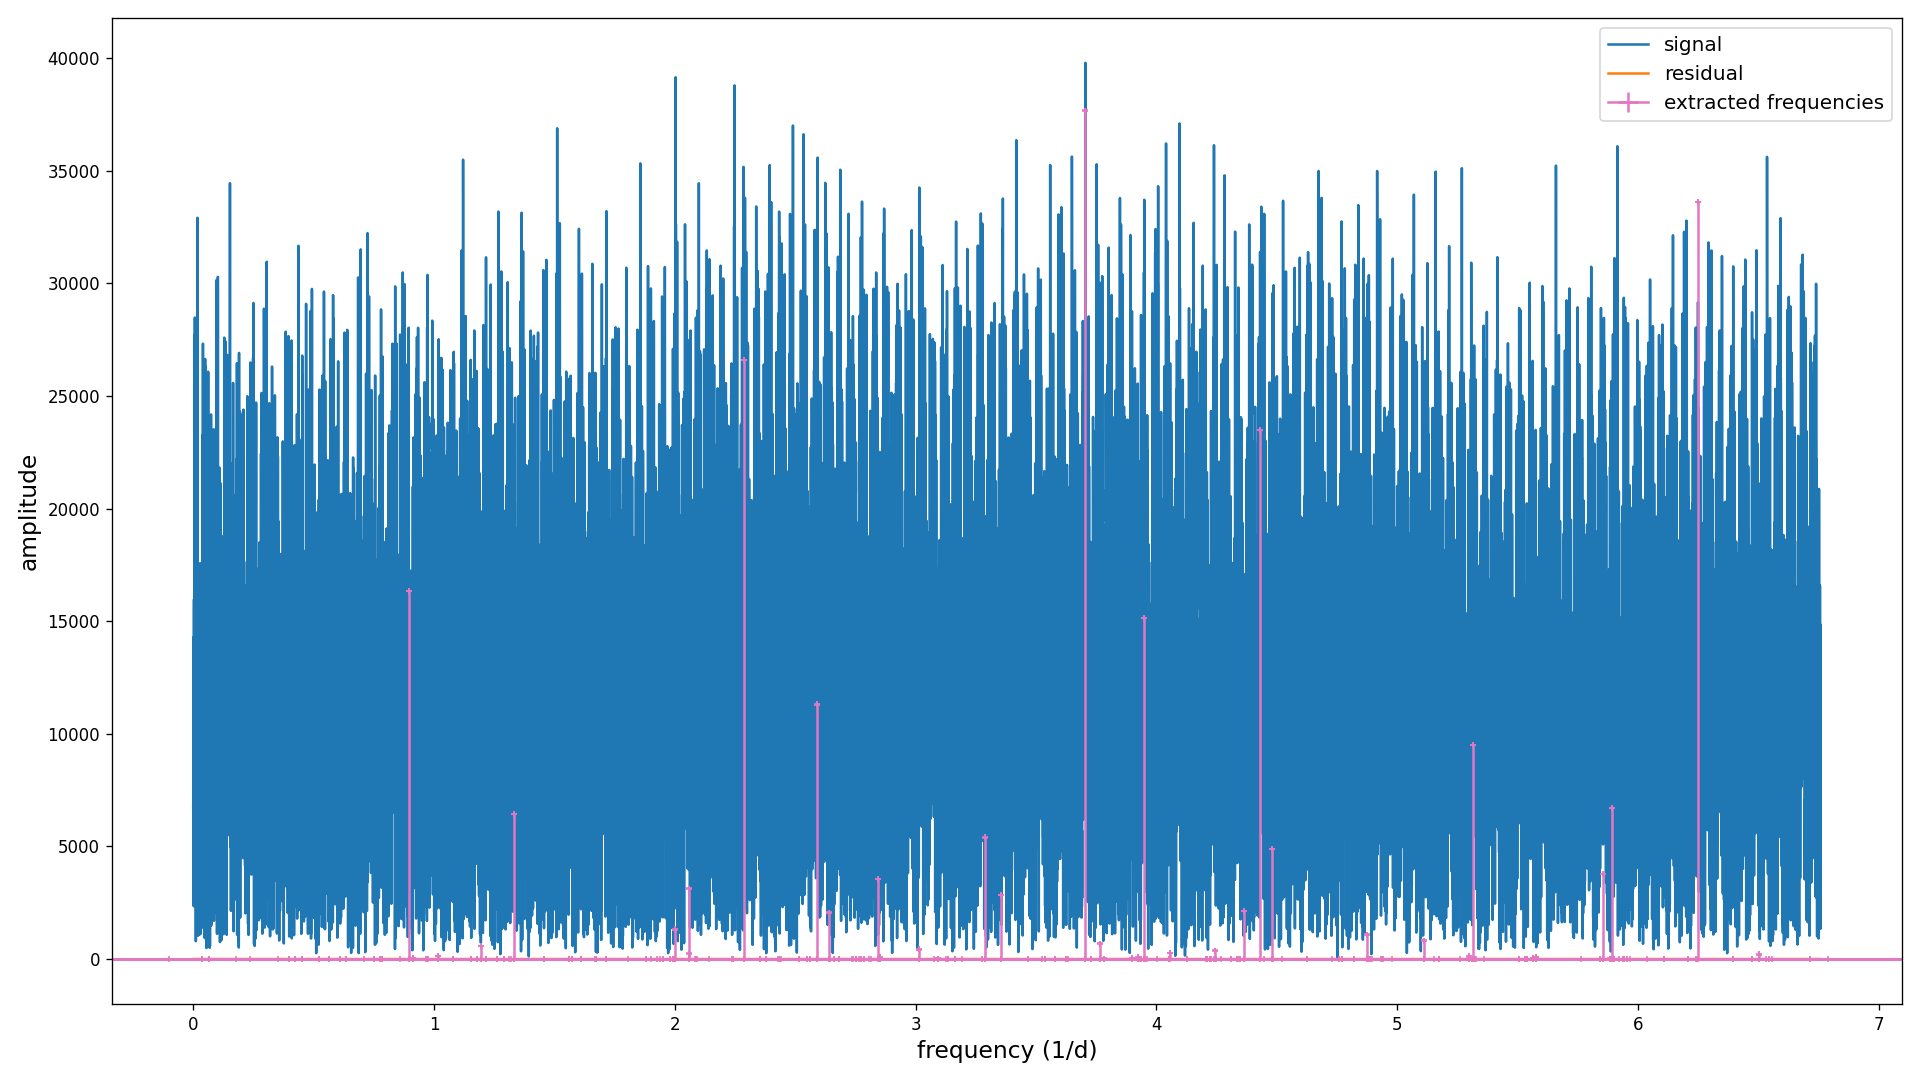 40000
35000
30000
25000
20000
15000
10000
5000
0
amplitude
0 1 2 3 4 5 6 7
frequency (1/d)
signal
residual
extracted frequencies